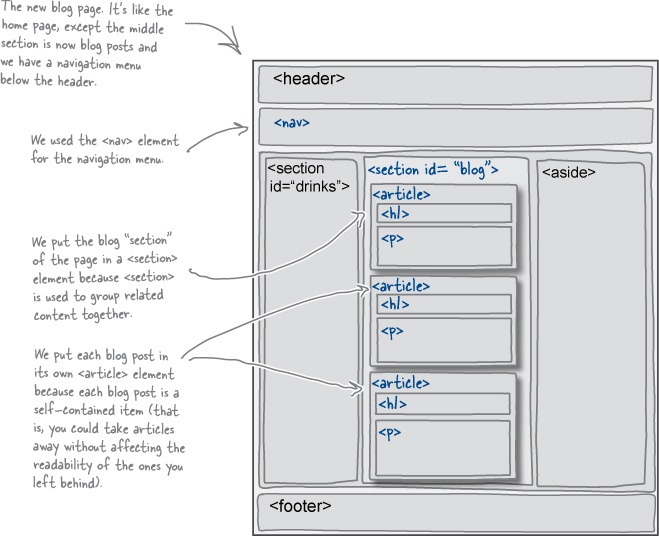 The new blog page. It's like the
home page, except the middle
section is now blog posts and
we have a navigation menu
below the header.
We used the <nav> element
for the navigation menu.
We put the blog "section"
of the page in a <section>
element because <section>
is used to group related
content together.
We put each blog post in
its own <article> element
because each blog post is a
self-contained item (that
is, you could take articles
away without affecting the
readability of the ones you
left behind).
<header>
<nav>
<section
id="drinks">
<section id= "blog">
<article>
<h1>
<p>
<article>
<h1>
<p>
<article>
<h1>
<p>
<aside>
<footer>